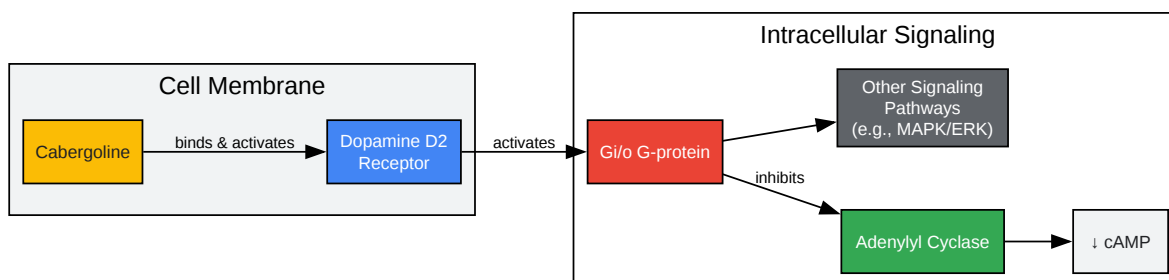 Cell Membrane
Cabergoline
binds & activates
Dopamine D2
Receptor
activates
Intracellular Signaling
Gi/o G-protein
Other Signaling
Pathways
(e.g., MAPK/ERK)
inhibits
Adenylyl Cyclase
↓ cAMP